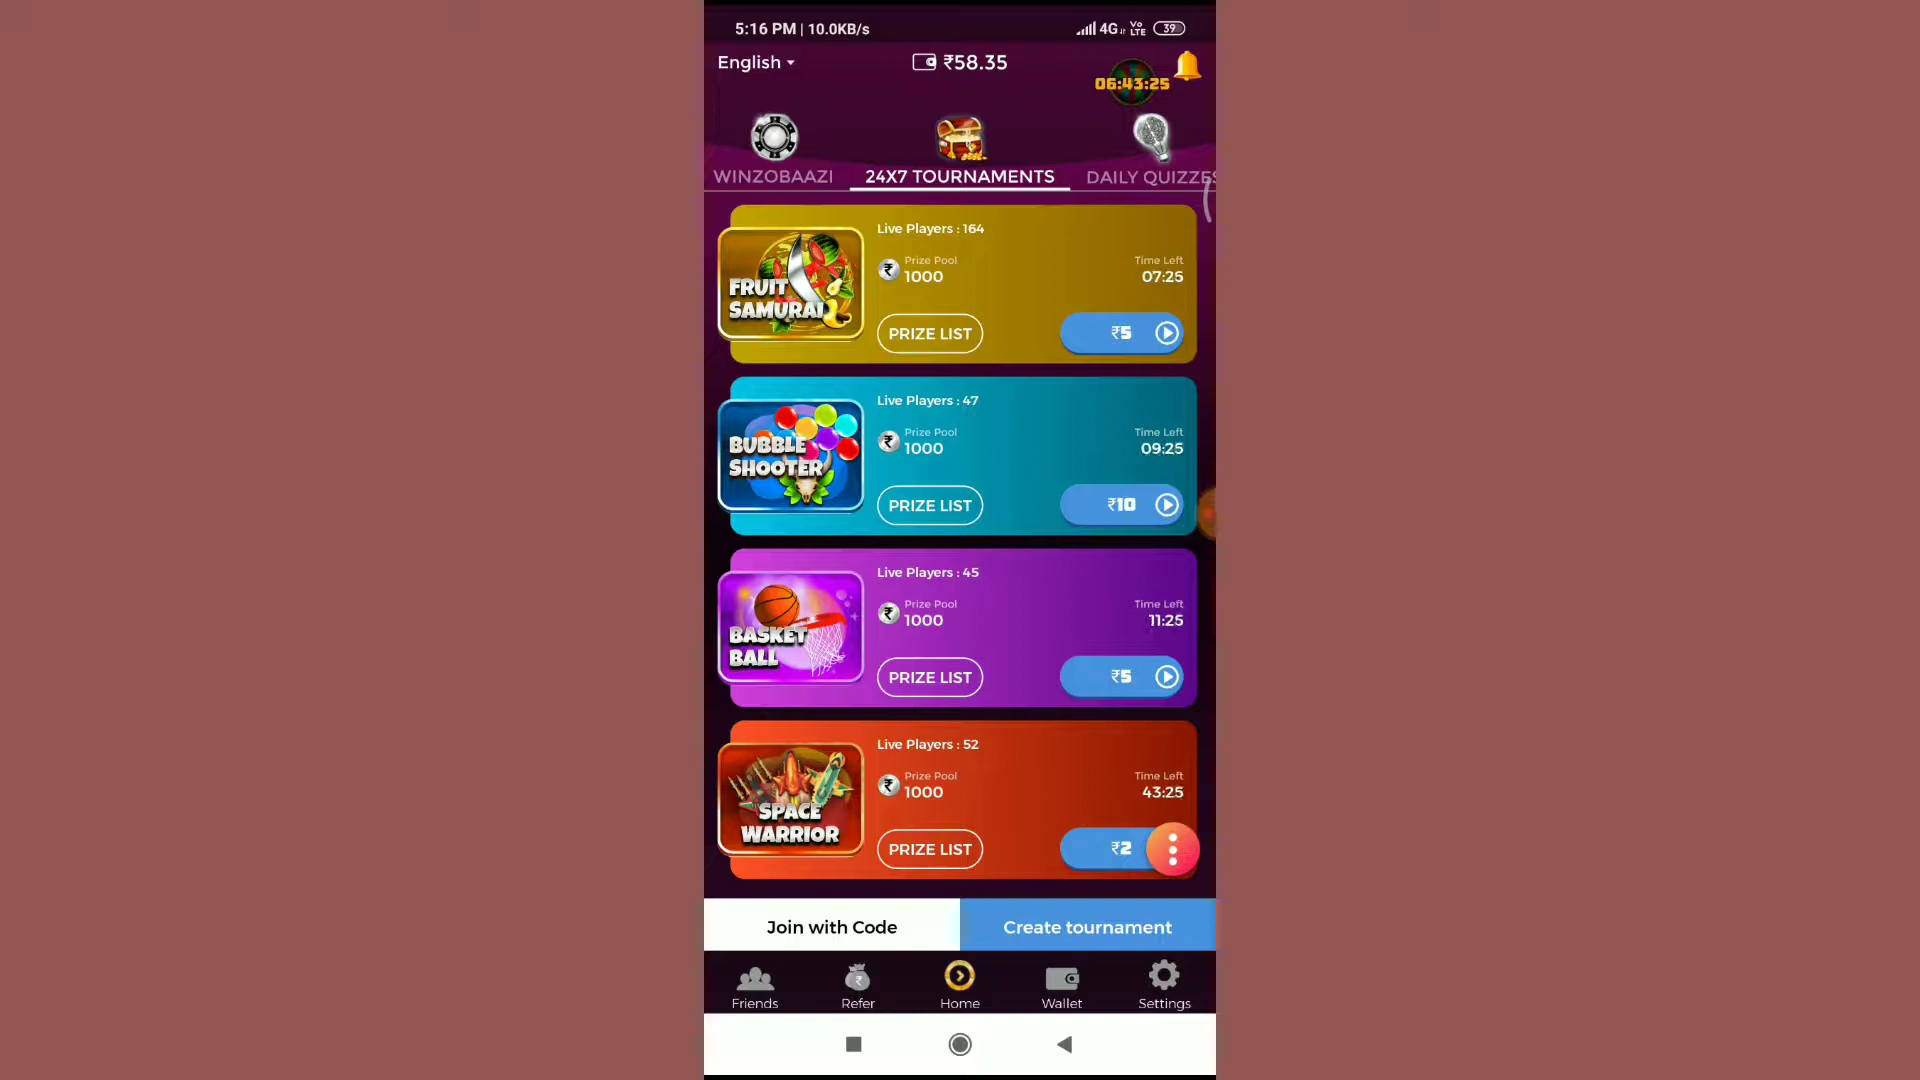 5:16 PM | 10.0KB/s 4G Vo LTE 39
English ₹58.35 06:43:25
WINZOBAAZI 24X7 TOURNAMENTS DAILY QUIZZES
Live Players : 164
Prize Pool Time Left
₹ 1000 07:25
FRUIT
SAMURAI
PRIZE LIST ₹5
Live Players : 47
Prize Pool Time Left
₹ 1000 09:25
BUBBLE
SHOOTER
PRIZE LIST ₹10
Live Players : 45
Prize Pool Time Left
₹ 1000 11:25
BASKET
BALL
PRIZE LIST ₹5
Live Players : 52
Prize Pool Time Left
₹ 1000 43:25
SPACE
WARRIOR
PRIZE LIST ₹2
Join with Code Create tournament
Friends Refer Home Wallet Settings